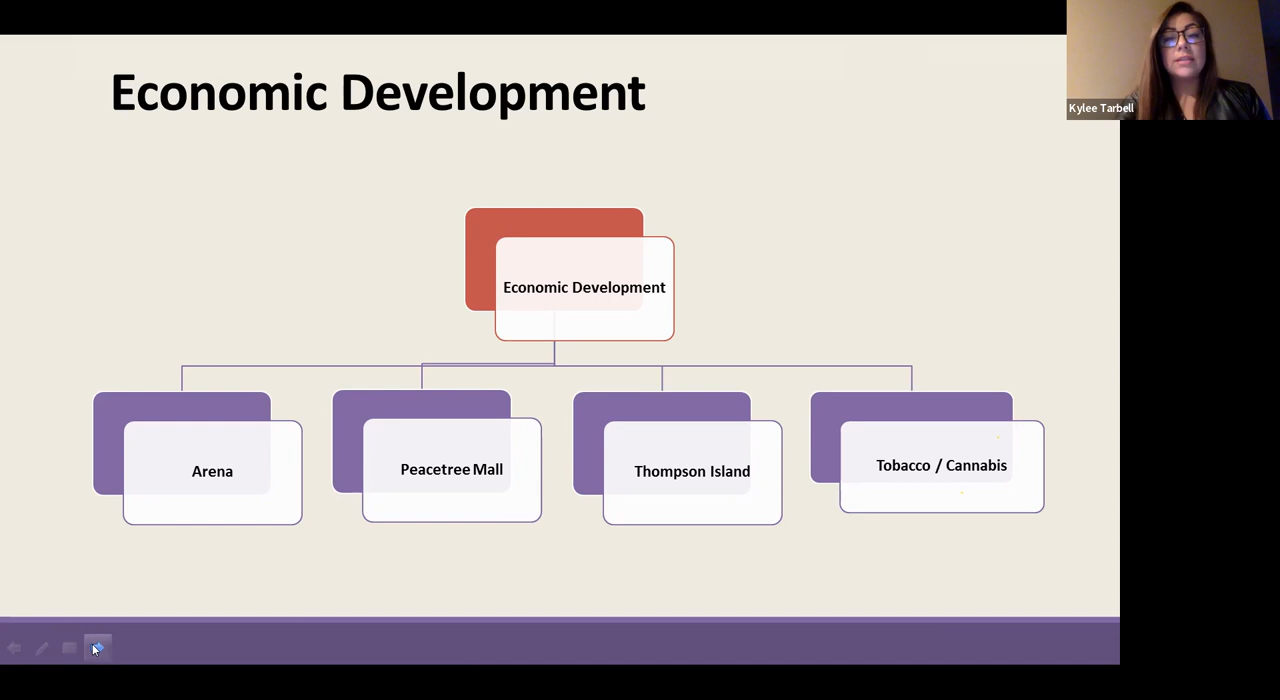 Economic Development
Kylee Tarbell
Economic Development
Arena
Peacetree Mall
Thompson Island
Tobacco / Cannabis